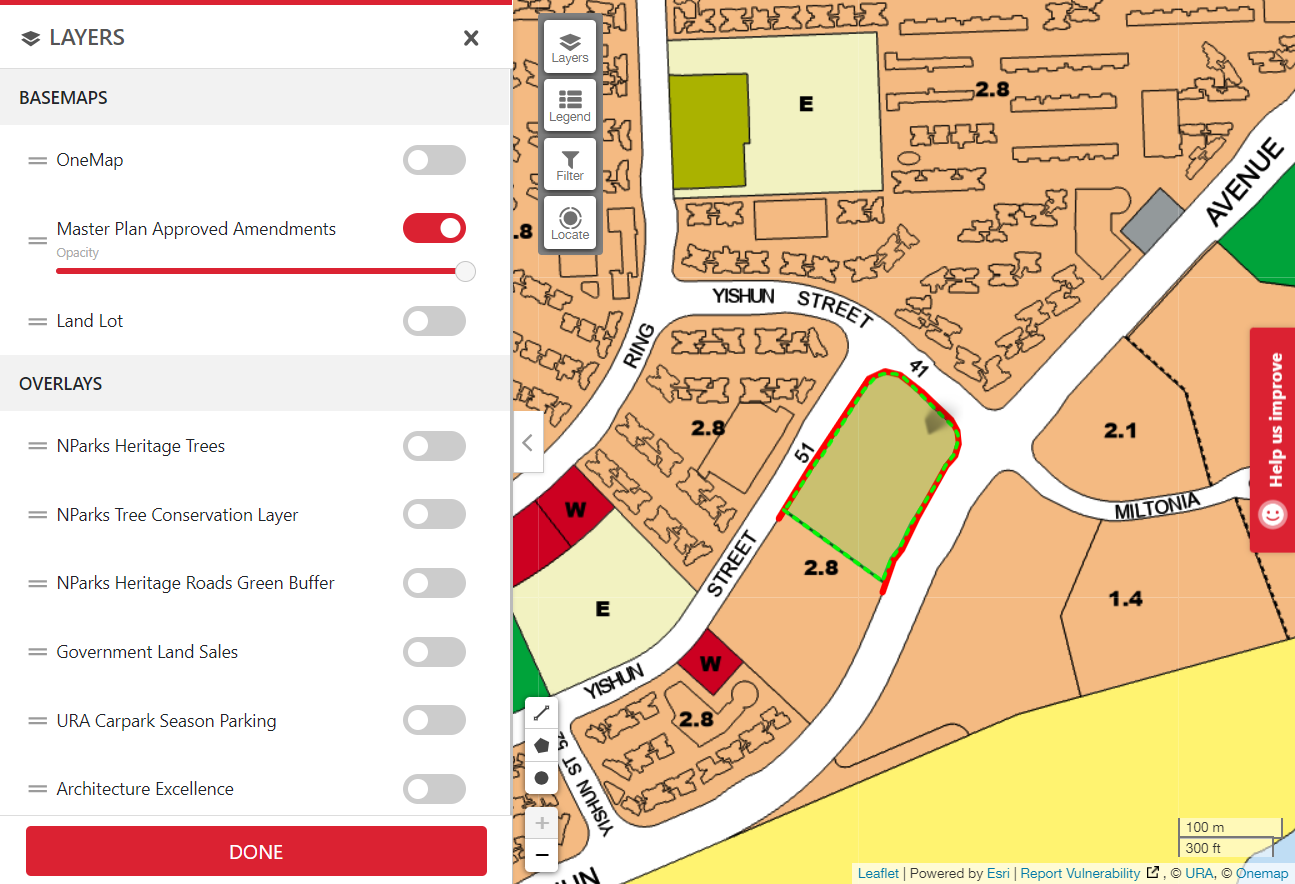 LAYERS
BASEMAPS
OneMap
Master Plan Approved Amendments
Opacity
Land Lot
OVERLAYS
NParks Heritage Trees
NParks Tree Conservation Layer
NParks Heritage Roads Green Buffer
Government Land Sales
URA Carpark Season Parking
Architecture Excellence
DONE
Layers
Legend
Filter
Locate
E
2.8
AVENUE
.8
YISHUN STREET 41
RING
2.8
51
2.1
W
MILTONIA
STREET
2.8
E
1.4
W
YISHUN
2.8
YISHUN ST 52
Help us improve
+
−
100 m
300 ft
Leaflet | Powered by Esri | Report Vulnerability , © URA, © Onemap